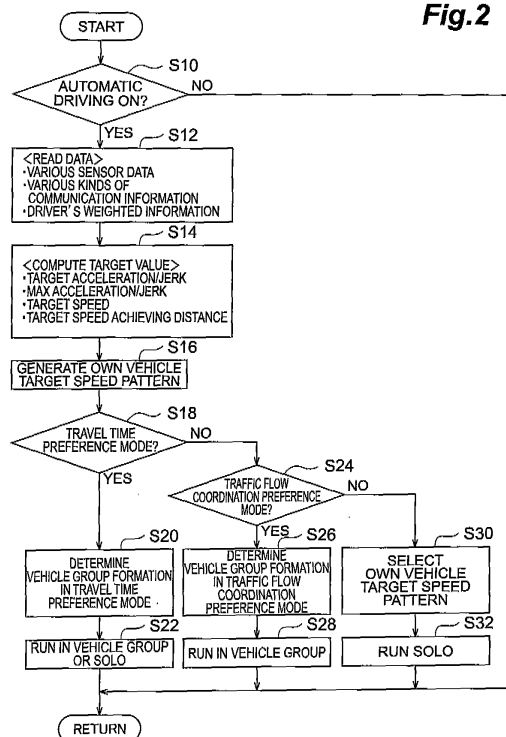 Fig.2
START
S10
AUTOMATIC
DRIVING ON?
NO
YES
S12
<READ DATA>
・VARIOUS SENSOR DATA
・VARIOUS KINDS OF
COMMUNICATION INFORMATION
・DRIVER'S WEIGHTED INFORMATION
S14
<COMPUTE TARGET VALUE>
・TARGET ACCELERATION/JERK
・MAX ACCELERATION/JERK
・TARGET SPEED
・TARGET SPEED ACHIEVING DISTANCE
S16
GENERATE OWN VEHICLE
TARGET SPEED PATTERN
S18
TRAVEL TIME
PREFERENCE MODE?
NO
YES
S24
TRAFFIC FLOW
COORDINATION PREFERENCE
MODE?
NO
YES
S20
DETERMINE
VEHICLE GROUP FORMATION
IN TRAVEL TIME
PREFERENCE MODE
S26
DETERMINE
VEHICLE GROUP FORMATION
IN TRAFFIC FLOW
COORDINATION
PREFERENCE MODE
S30
SELECT
OWN VEHICLE
TARGET SPEED
PATTERN
S22
RUN IN VEHICLE GROUP
OR SOLO
S28
RUN IN VEHICLE GROUP
S32
RUN SOLO
RETURN